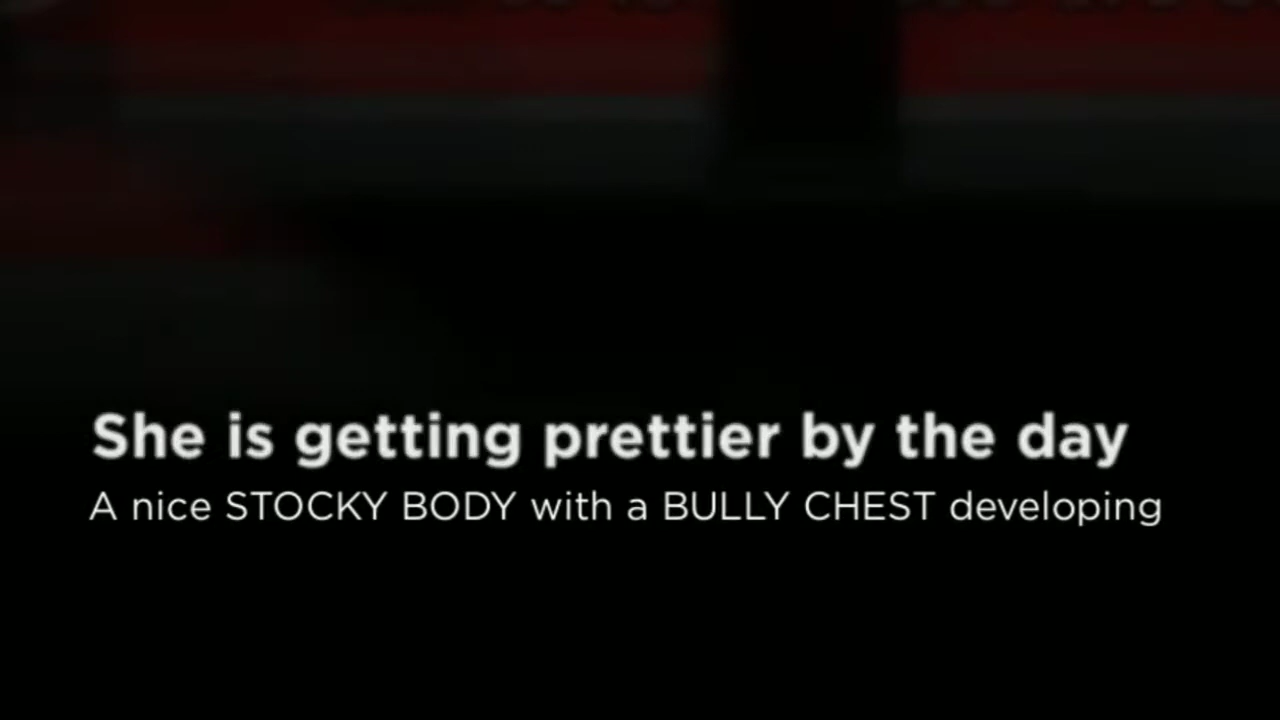 She is getting prettier by the day
A nice STOCKY BODY with a BULLY CHEST developing